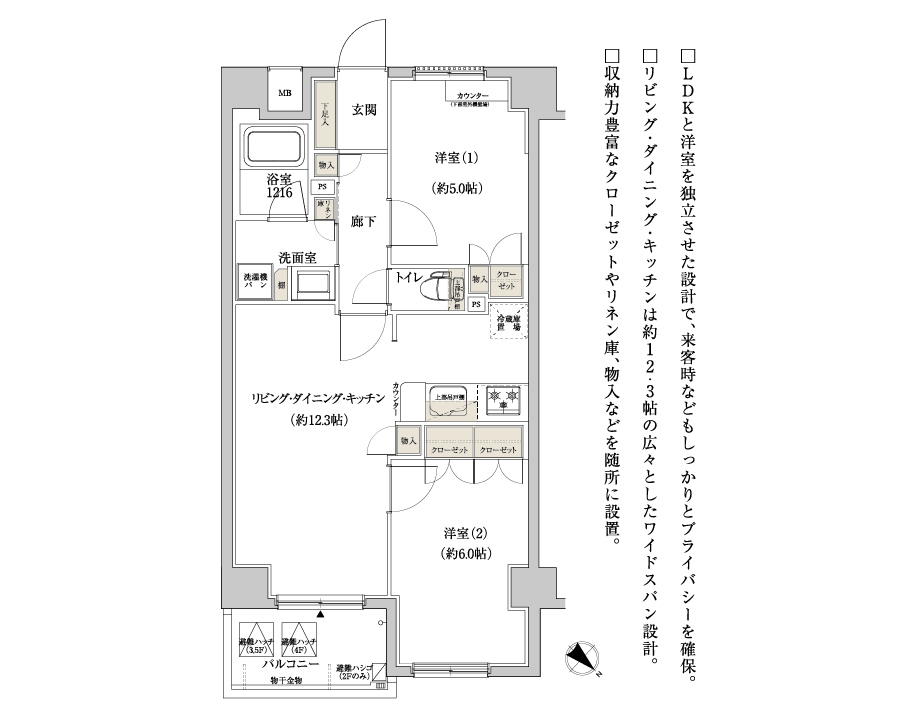 □LDKと洋室を独立させた設計で、来客時などもしっかりとプライバシーを確保。
□リビング・ダイニング・キッチンは約12.3帖の広々としたワイドスパン設計。
□収納力豊富なクローゼットやリネン庫、物入などを随所に設置。
MB
下足入
玄関
カウンター
洋室(1)
(約5.0帖)
浴室
1216
物入
PS
リネン
庫
廊下
洗面室
洗濯機
パン
棚
トイレ
上部吊戸棚
物入
クロー
ゼット
PS
冷蔵庫
置場
リビング・ダイニング・キッチン
(約12.3帖)
カウンター
上部吊戸棚
物入
クローゼット
クローゼット
洋室(2)
(約6.0帖)
避難ハッチ
(3,5F)
避難ハッチ
(4F)
バルコニー
避難ハシゴ
(2Fのみ)
物干金物
N